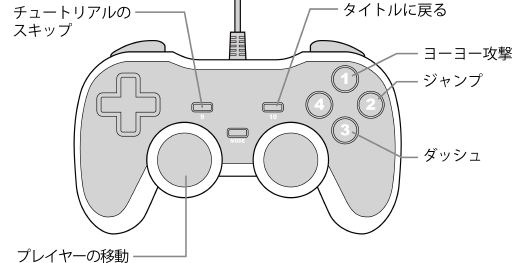 チュートリアルの
スキップ
タイトルに戻る
ヨーヨー攻撃
ジャンプ
ダッシュ
プレイヤーの移動
1
2
3
4
9
10
MODE